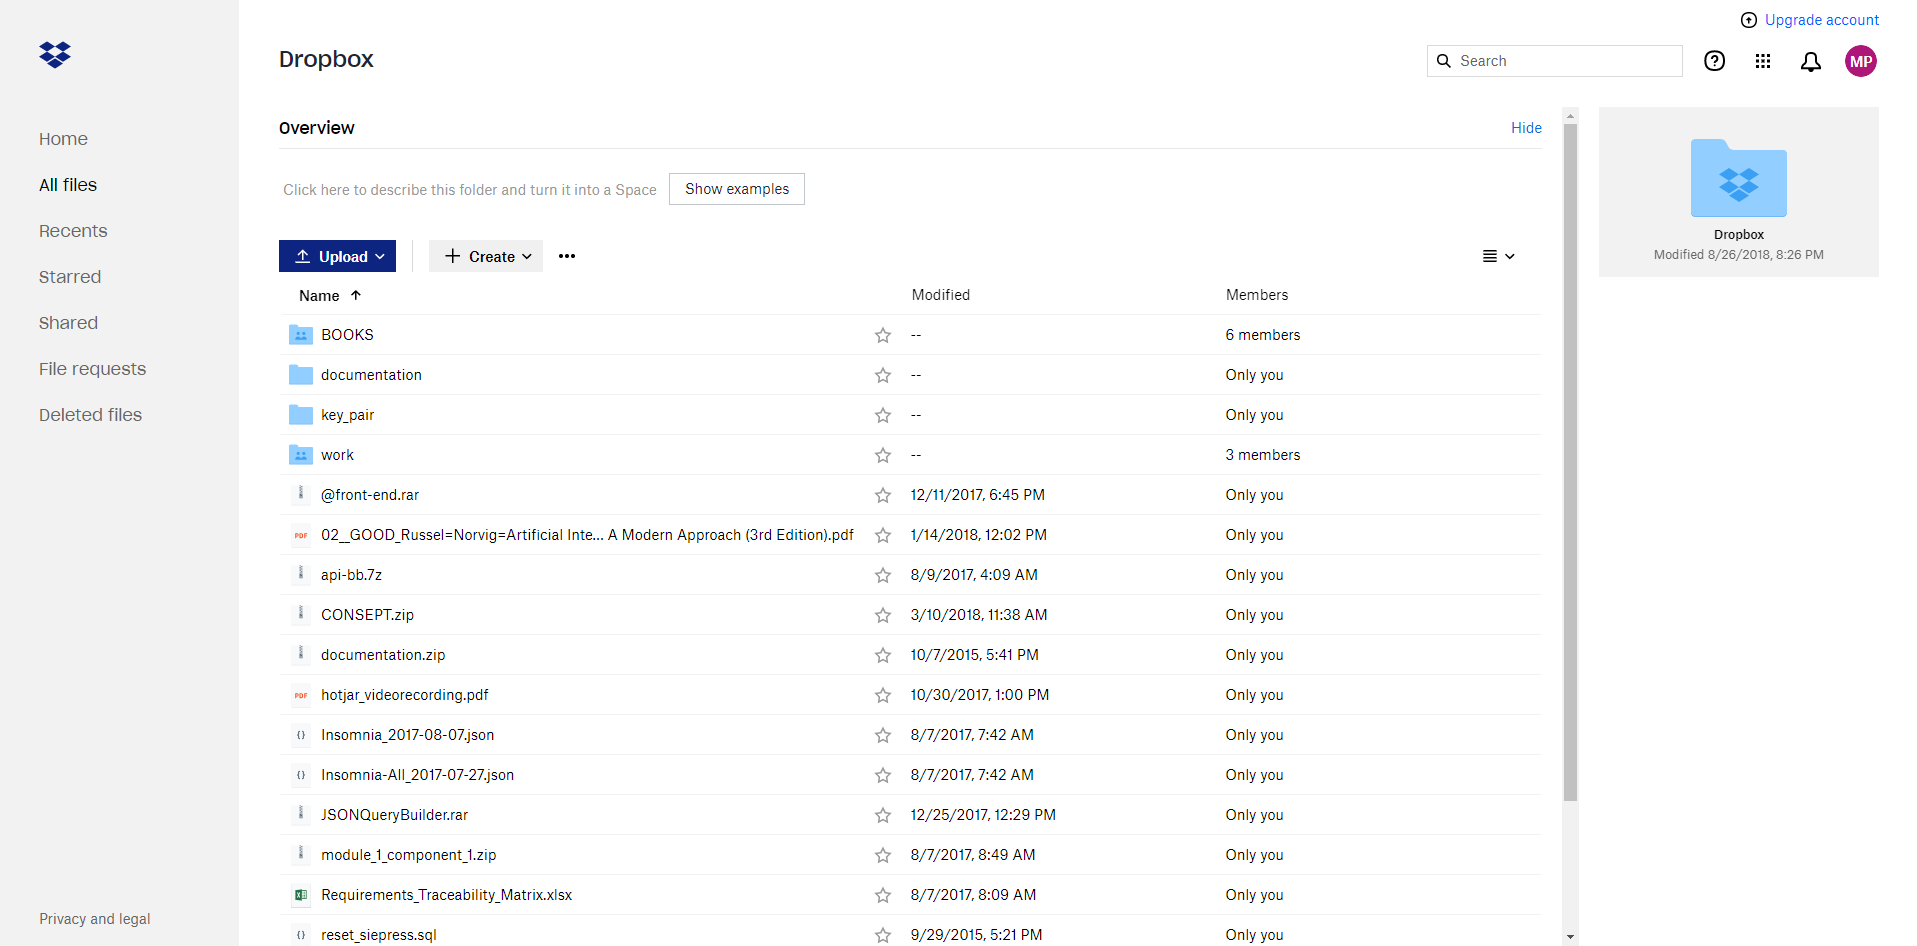 Upgrade account
Dropbox
Search
MP
Home
All files
Recents
Starred
Shared
File requests
Deleted files
Privacy and legal
Overview
Hide
Click here to describe this folder and turn it into a Space
Show examples
Upload
Create
Name Modified Members
BOOKS -- 6 members
documentation -- Only you
key_pair -- Only you
work -- 3 members
@front-end.rar 12/11/2017, 6:45 PM Only you
PDF 02__GOOD_Russel=Norvig=Artificial Inte... A Modern Approach (3rd Edition).pdf 1/14/2018, 12:02 PM Only you
api-bb.7z 8/9/2017, 4:09 AM Only you
CONSEPT.zip 3/10/2018, 11:38 AM Only you
documentation.zip 10/7/2015, 5:41 PM Only you
PDF hotjar_videorecording.pdf 10/30/2017, 1:00 PM Only you
{} Insomnia_2017-08-07.json 8/7/2017, 7:42 AM Only you
{} Insomnia-All_2017-07-27.json 8/7/2017, 7:42 AM Only you
JSONQueryBuilder.rar 12/25/2017, 12:29 PM Only you
module_1_component_1.zip 8/7/2017, 8:49 AM Only you
Requirements_Traceability_Matrix.xlsx 8/7/2017, 8:09 AM Only you
{} reset_siepress.sql 9/29/2015, 5:21 PM Only you
Dropbox
Modified 8/26/2018, 8:26 PM